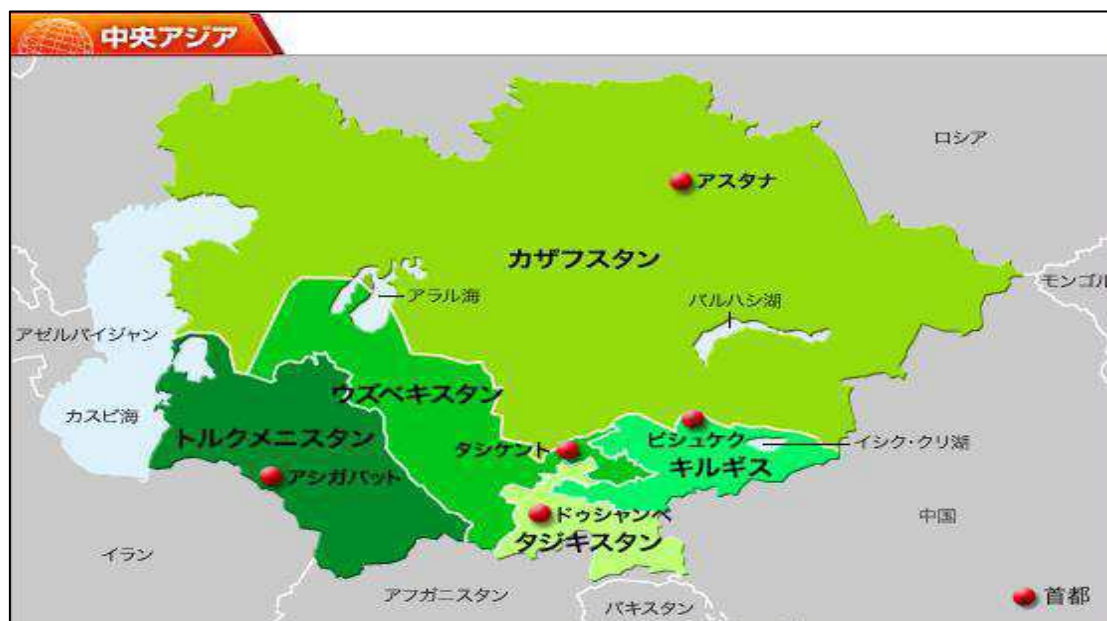 中央アジア
ロシア
アスタナ
カザフスタン
モンゴル
アラル海
バルハシ湖
アゼルバイジャン
ウズベキスタン
カスピ海
トルクメニスタン
タシケント
ビシュケク
イシク・クリ湖
キルギス
アシガバット
ドゥシャンベ
中国
タジキスタン
イラン
アフガニスタン
パキスタン
首都